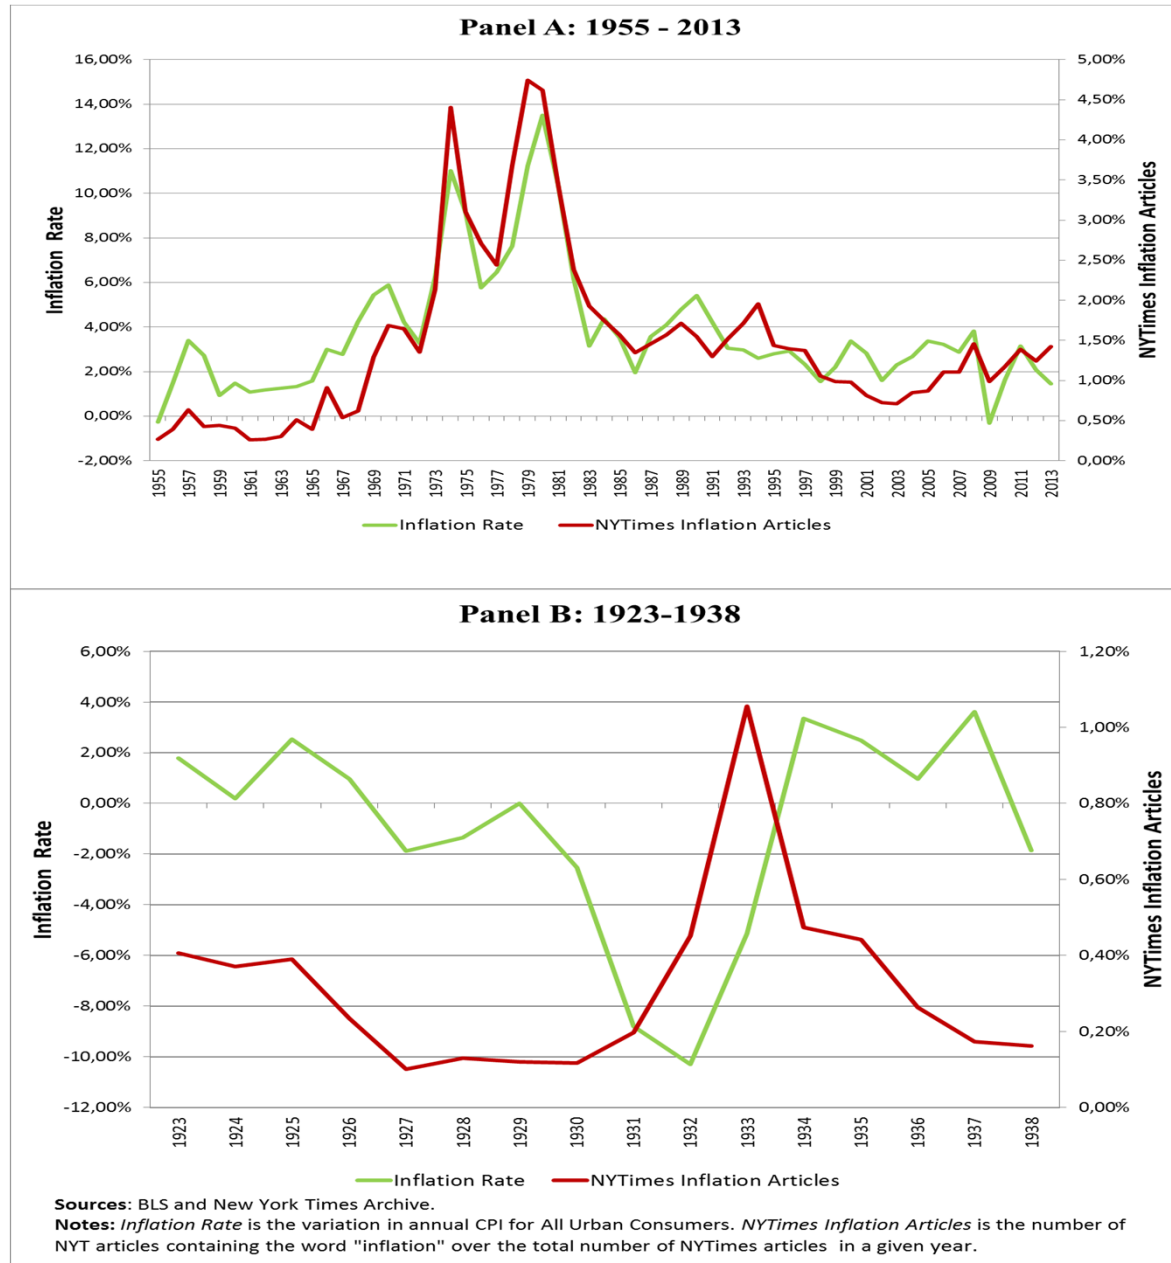 Panel A: 1955 - 2013
16,00%
14,00%
12,00%
10,00%
8,00%
6,00%
4,00%
2,00%
0,00%
-2,00%
Inflation Rate
5,00%
4,50%
4,00%
3,50%
3,00%
2,50%
2,00%
1,50%
1,00%
0,50%
0,00%
NYTimes Inflation Articles
1955 1957 1959 1961 1963 1965 1967 1969 1971 1973 1975 1977 1979 1981 1983 1985 1987 1989 1991 1993 1995 1997 1999 2001 2003 2005 2007 2009 2011 2013
Inflation Rate NYTimes Inflation Articles
Panel B: 1923-1938
6,00%
4,00%
2,00%
0,00%
-2,00%
-4,00%
-6,00%
-8,00%
-10,00%
-12,00%
Inflation Rate
1,20%
1,00%
0,80%
0,60%
0,40%
0,20%
0,00%
NYTimes Inflation Articles
1923 1924 1925 1926 1927 1928 1929 1930 1931 1932 1933 1934 1935 1936 1937 1938
Inflation Rate NYTimes Inflation Articles
Sources: BLS and New York Times Archive.
Notes: Inflation Rate is the variation in annual CPI for All Urban Consumers. NYTimes Inflation Articles is the number of
NYT articles containing the word "inflation" over the total number of NYTimes articles in a given year.